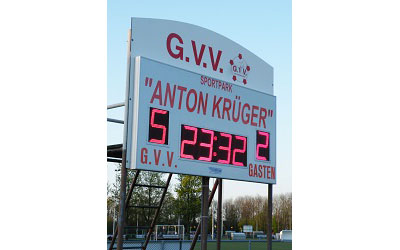 G.V.V.
G.V.V.
SPORTPARK
"ANTON KRÜGER"
5 23:32 2
G.V.V. GASTEN